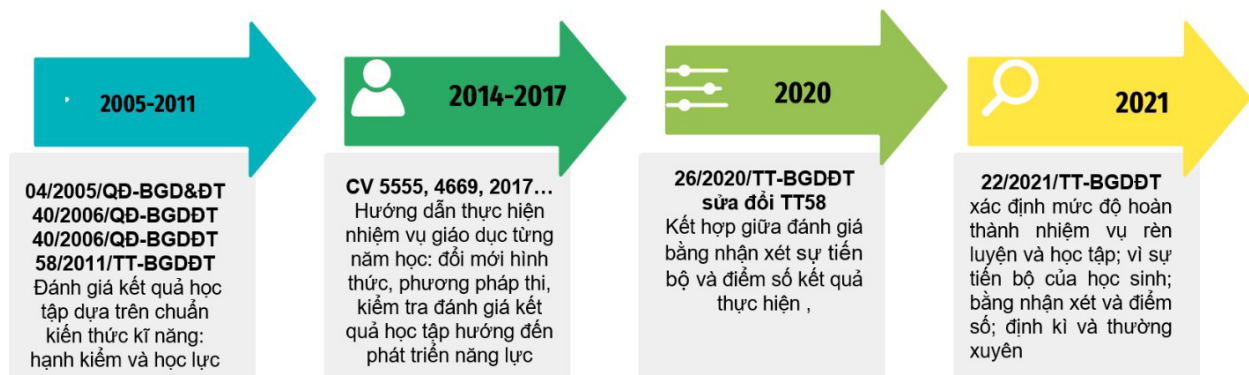 2005-2011
04/2005/QĐ-BGD&ĐT
40/2006/QĐ-BGDĐT
40/2006/QĐ-BGDĐT
58/2011/TT-BGDĐT
Đánh giá kết quả học
tập dựa trên chuẩn
kiến thức kĩ năng:
hạnh kiểm và học lực
2014-2017
CV 5555, 4669, 2017…
Hướng dẫn thực hiện
nhiệm vụ giáo dục từng
năm học: đổi mới hình
thức, phương pháp thi,
kiểm tra đánh giá kết
quả học tập hướng đến
phát triển năng lực
2020
26/2020/TT-BGDĐT
sửa đổi TT58
Kết hợp giữa đánh giá
bằng nhận xét sự tiến
bộ và điểm số kết quả
thực hiện ,
2021
22/2021/TT-BGDĐT
xác định mức độ hoàn
thành nhiệm vụ rèn
luyện và học tập; vì sự
tiến bộ của học sinh;
bằng nhận xét và điểm
số; định kì và thường
xuyên